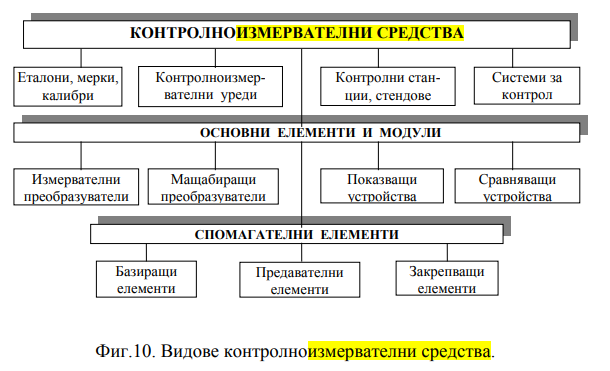 КОНТРОЛНОИЗМЕРВАТЕЛНИ СРЕДСТВА
Еталони, мерки,
калибри
Контролноизмер-
вателни уреди
Контролни стан-
ции, стендове
Системи за
контрол
ОСНОВНИ ЕЛЕМЕНТИ И МОДУЛИ
Измервателни
преобразуватели
Мащабиращи
преобразуватели
Показващи
устройства
Сравняващи
устройства
СПОМАГАТЕЛНИ ЕЛЕМЕНТИ
Базиращи
елементи
Предавателни
елементи
Закрепващи
елементи
Фиг.10. Видове контролноизмервателни средства.